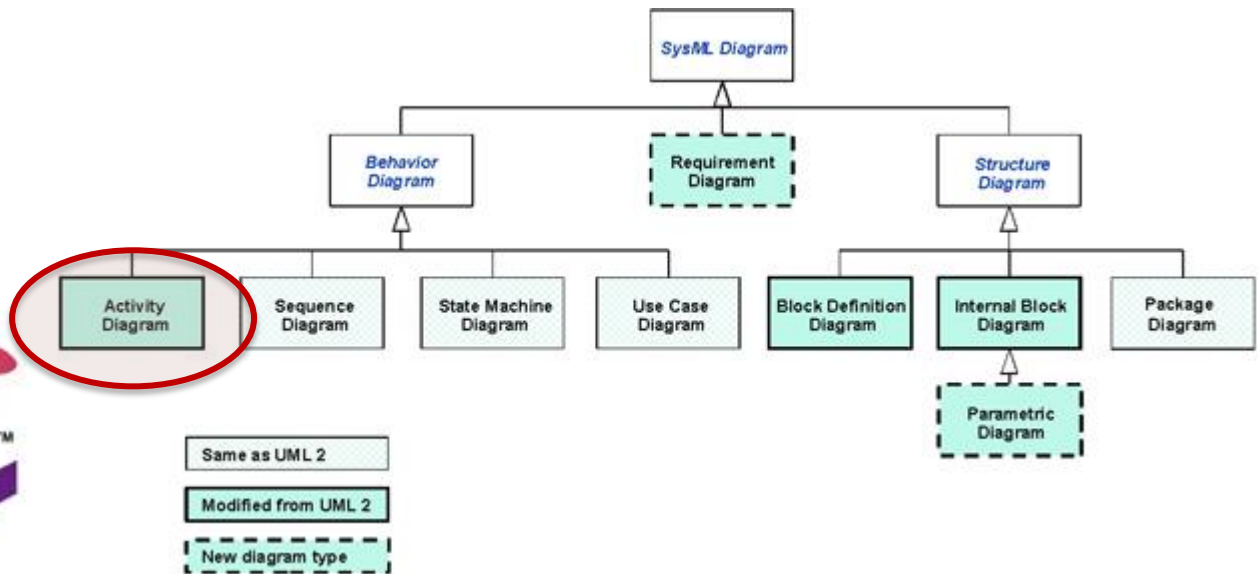 SysML Diagram
Behavior
Diagram
Requirement
Diagram
Structure
Diagram
Activity
Diagram
Sequence
Diagram
State Machine
Diagram
Use Case
Diagram
Block Definition
Diagram
Internal Block
Diagram
Package
Diagram
Parametric
Diagram
TM
Same as UML 2
Modified from UML 2
New diagram type